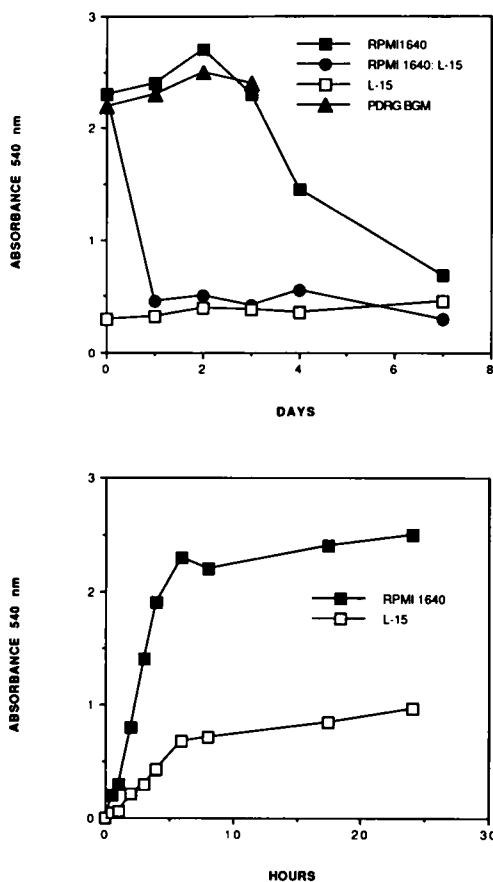 3
2
1
0
ABSORBANCE 540 nm
RPMI1640
RPMI 1640: L-15
L-15
PDRG BGM
0
2
4
6
8
DAYS
3
2
1
0
ABSORBANCE 540 nm
RPMI 1640
L-15
0
10
20
30
HOURS